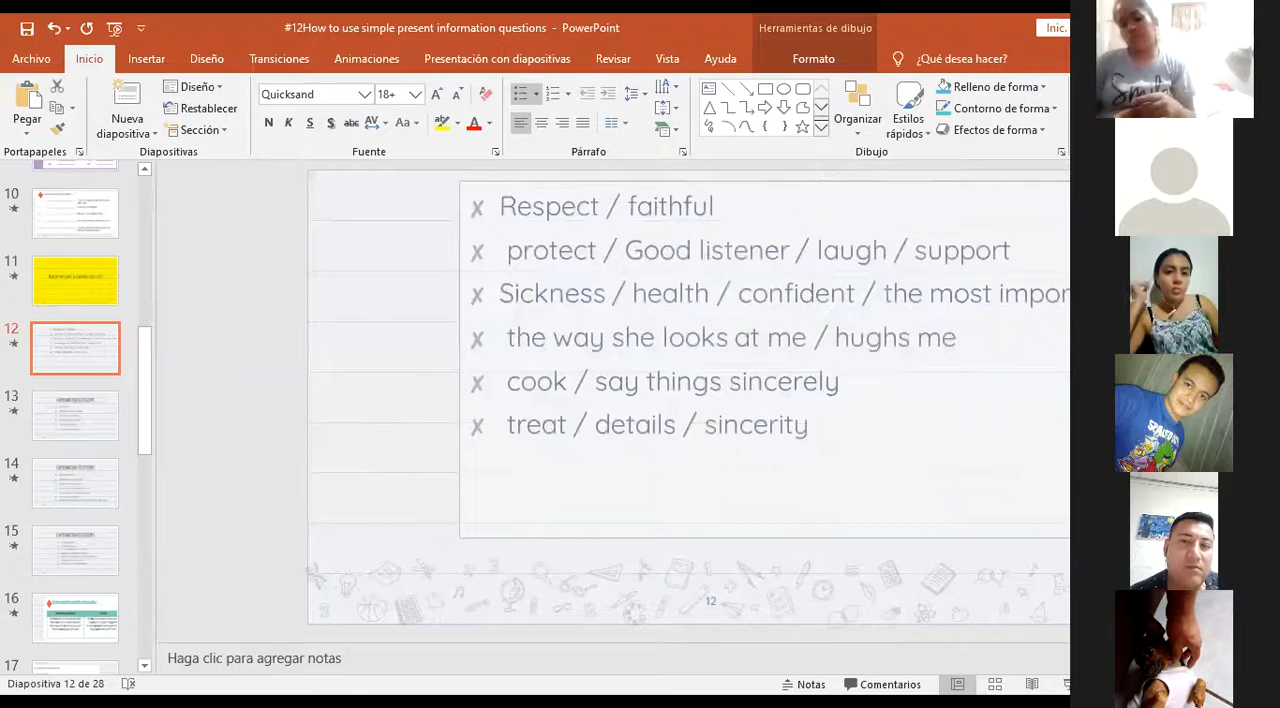 #12How to use simple present information questions - PowerPoint
Herramientas de dibujo
Inic.
Archivo Inicio Insertar Diseño Transiciones Animaciones Presentación con diapositivas Revisar Vista Ayuda Formato ¿Qué desea hacer?
Pegar
Nueva diapositiva
Diseño
Restablecer
Sección
Quicksand 18+
N K S S abc AV Aa A
Organizar
Estilos rápidos
Relleno de forma
Contorno de forma
Efectos de forma
Portapapeles Diapositivas Fuente Párrafo Dibujo
10
11
12
13
14
15
16
17
Respect / faithful
protect / Good listener / laugh / support
Sickness / health / confident / the most impor
the way she looks at me / hughs me
cook / say things sincerely
treat / details / sincerity
12
Haga clic para agregar notas
Diapositiva 12 de 28 Notas Comentarios